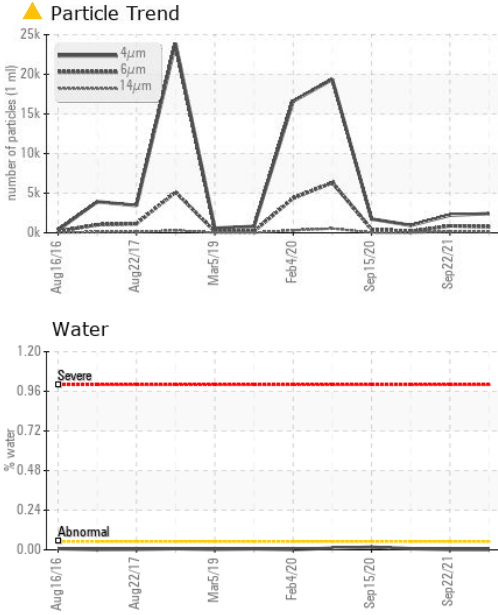 Particle Trend
number of particles (1 ml)
25k
20k
15k
10k
5k
0k
4µm
6µm
14µm
Aug16/16
Aug22/17
Mar5/19
Feb4/20
Sep15/20
Sep22/21
Water
% water
1.20
0.96
0.72
0.48
0.24
0.00
Severe
Abnormal
Aug16/16
Aug22/17
Mar5/19
Feb4/20
Sep15/20
Sep22/21